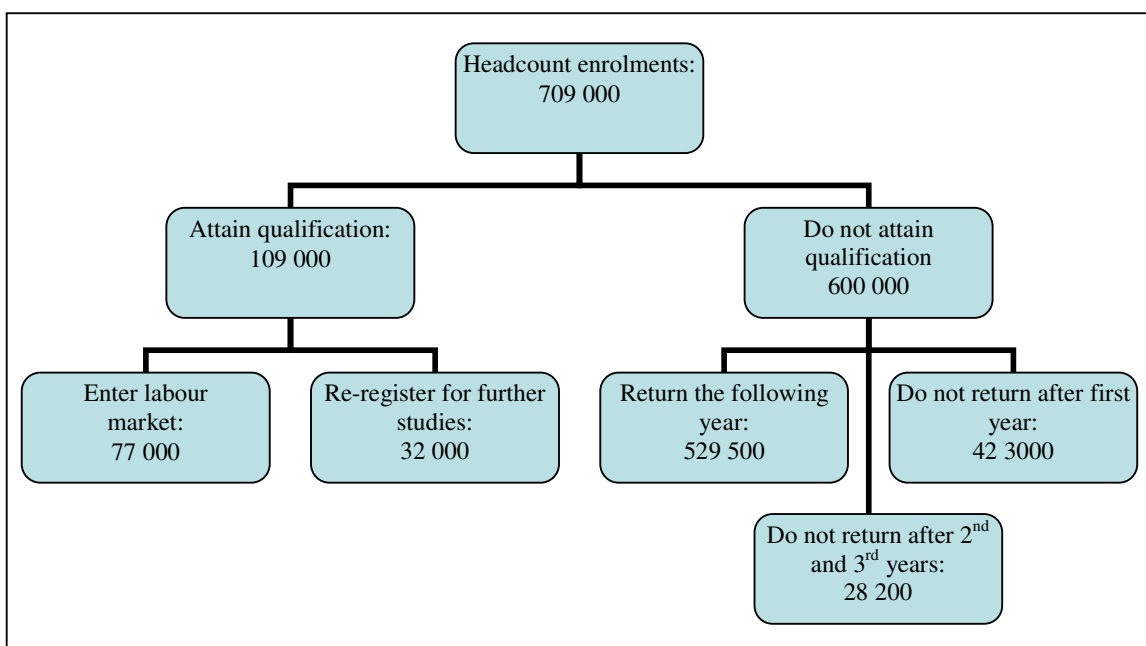 Headcount enrolments:
709 000
Attain qualification:
109 000
Do not attain
qualification
600 000
Enter labour
market:
77 000
Re-register for further
studies:
32 000
Return the following
year:
529 500
Do not return after first
year:
42 3000
Do not return after 2nd
and 3rd years:
28 200